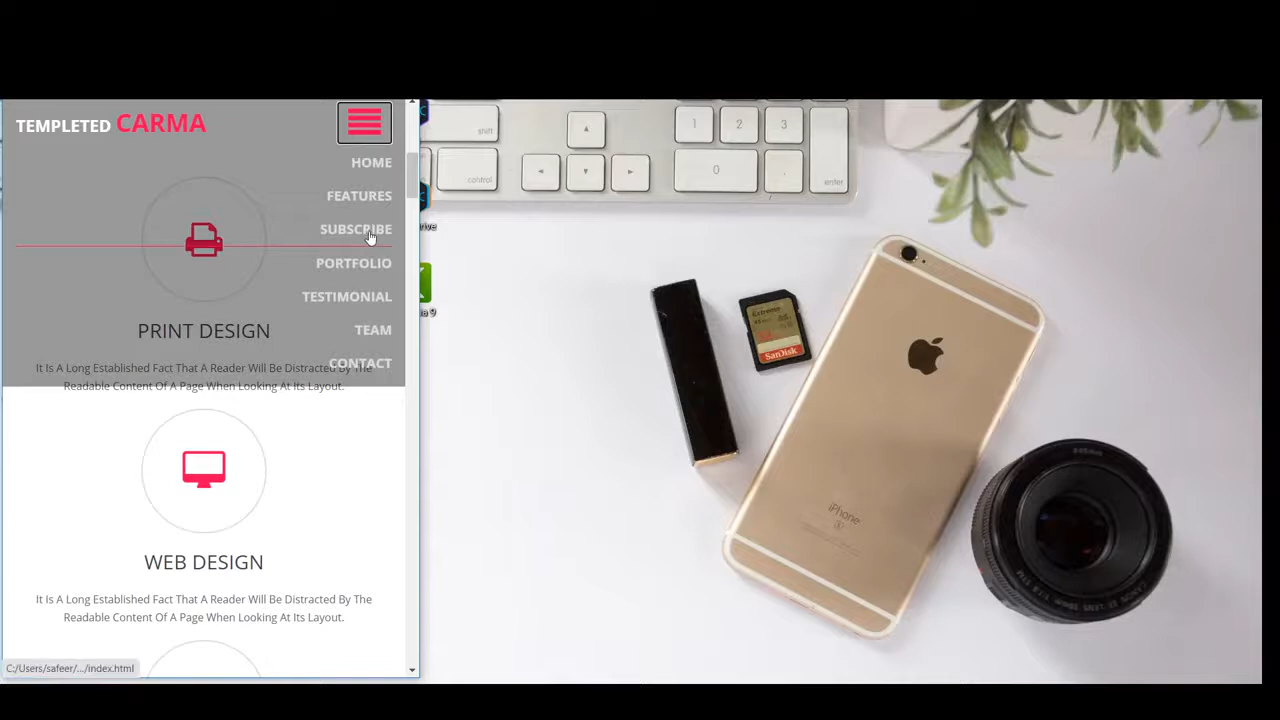 TEMPLETED CARMA
HOME
FEATURES
SUBSCRIBE
PORTFOLIO
TESTIMONIAL
TEAM
CONTACT
PRINT DESIGN
It Is A Long Established Fact That A Reader Will Be Distracted By The
Readable Content Of A Page When Looking At Its Layout.
WEB DESIGN
It Is A Long Established Fact That A Reader Will Be Distracted By The
Readable Content Of A Page When Looking At Its Layout.
C:/Users/safeer/.../index.html
shift
control
1
2
3
0
enter
Extreme
SanDisk
iPhone
S